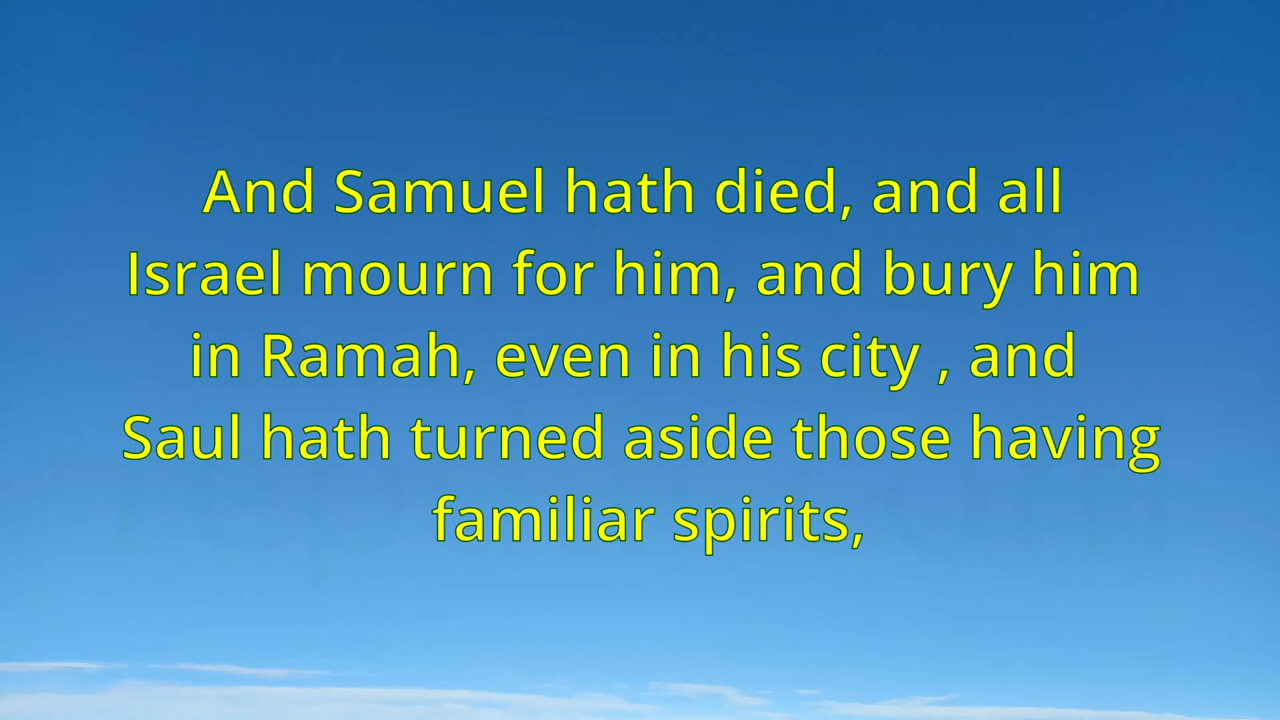 And Samuel hath died, and all
Israel mourn for him, and bury him
in Ramah, even in his city , and
Saul hath turned aside those having
familiar spirits,